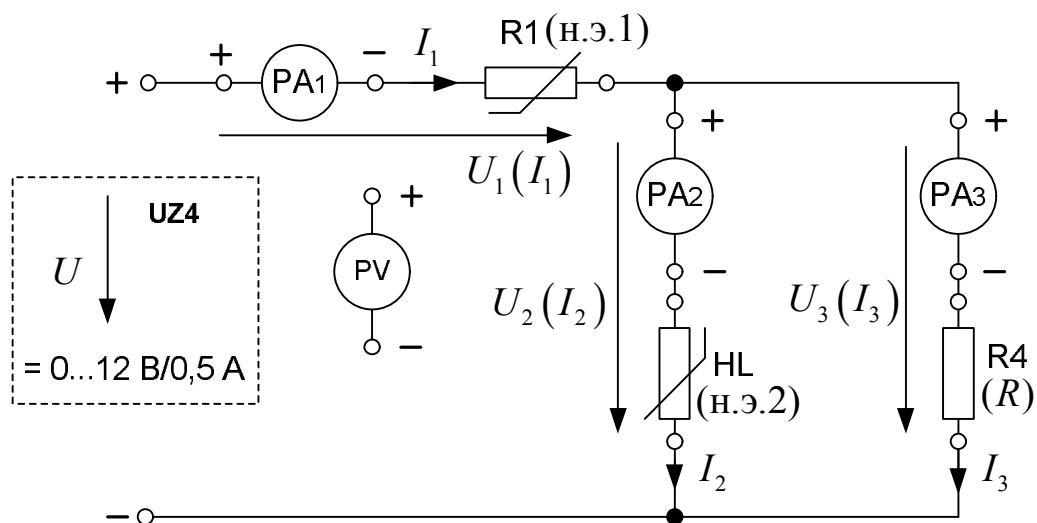 +
+
PA1
−
I₁
R1(н.э.1)
U₁(I₁)
UZ4
U
= 0...12 В/0,5 А
+
PV
−
+
PA2
−
U₂(I₂)
HL
(н.э.2)
I₂
+
PA3
−
U₃(I₃)
R4
(R)
I₃
−